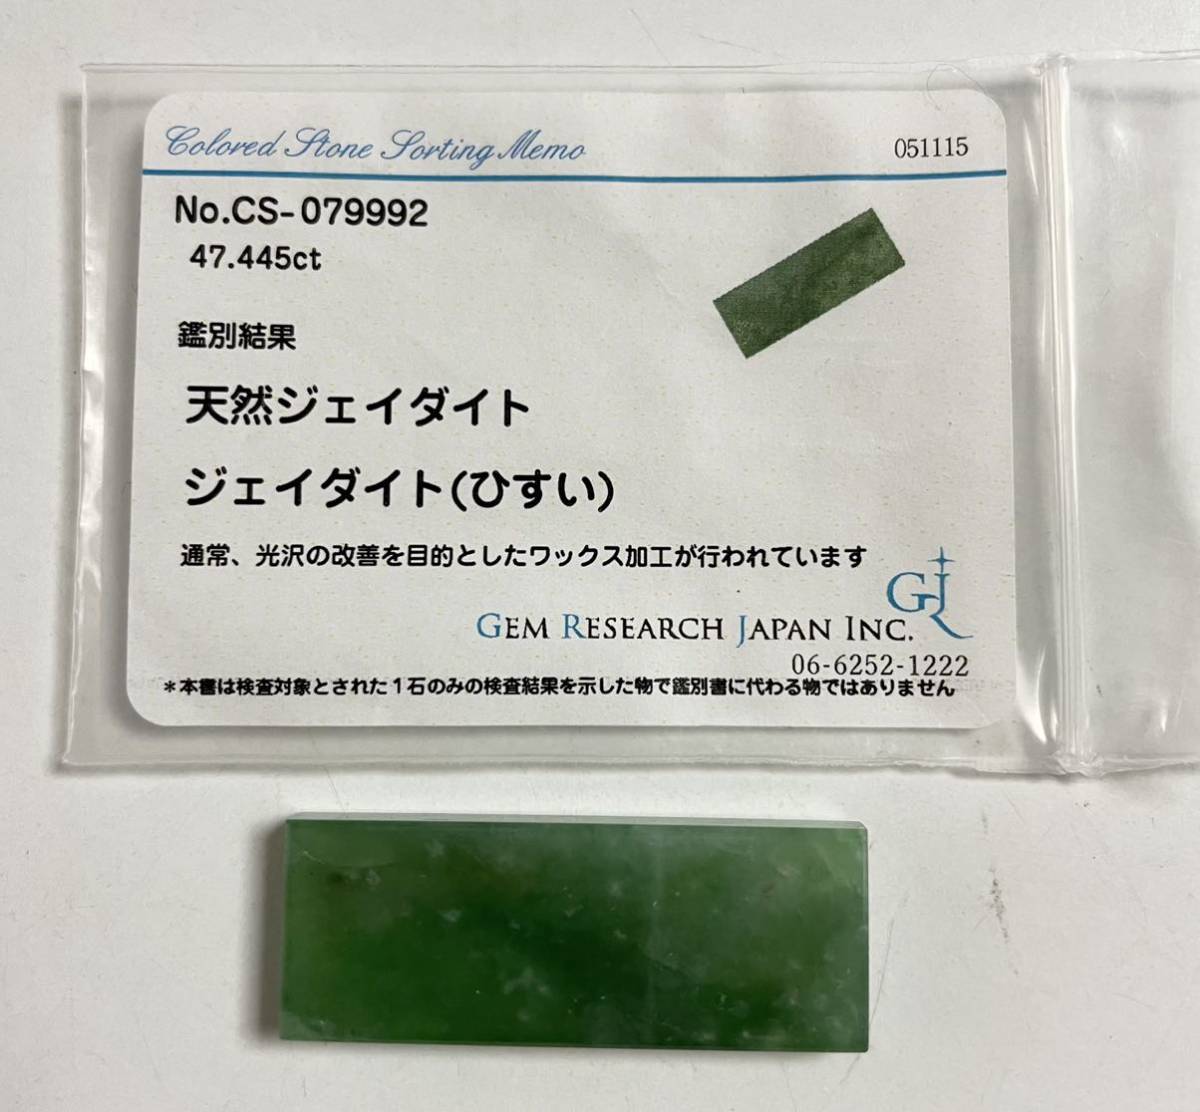 Colored Stone Sorting Memo 051115
No.CS-079992
47.445ct
鑑別結果
天然ジェイダイト
ジェイダイト(ひすい)
通常、光沢の改善を目的としたワックス加工が行われています
GJ
GEM RESEARCH JAPAN INC.
06-6252-1222
*本書は検査対象とされた1石のみの検査結果を示した物で鑑別書に代わる物ではありません